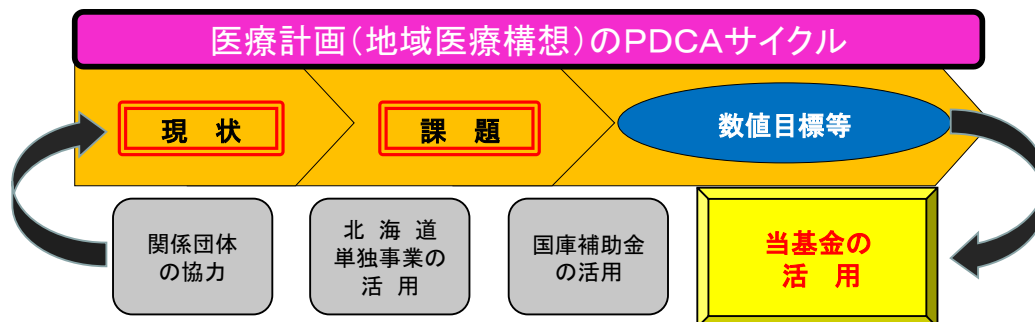 医療計画(地域医療構想)のPDCAサイクル
現　状
課　題
数値目標等
関係団体
の協力
北　海　道
単独事業の
活　用
国庫補助金
の活用
当基金の
活　用